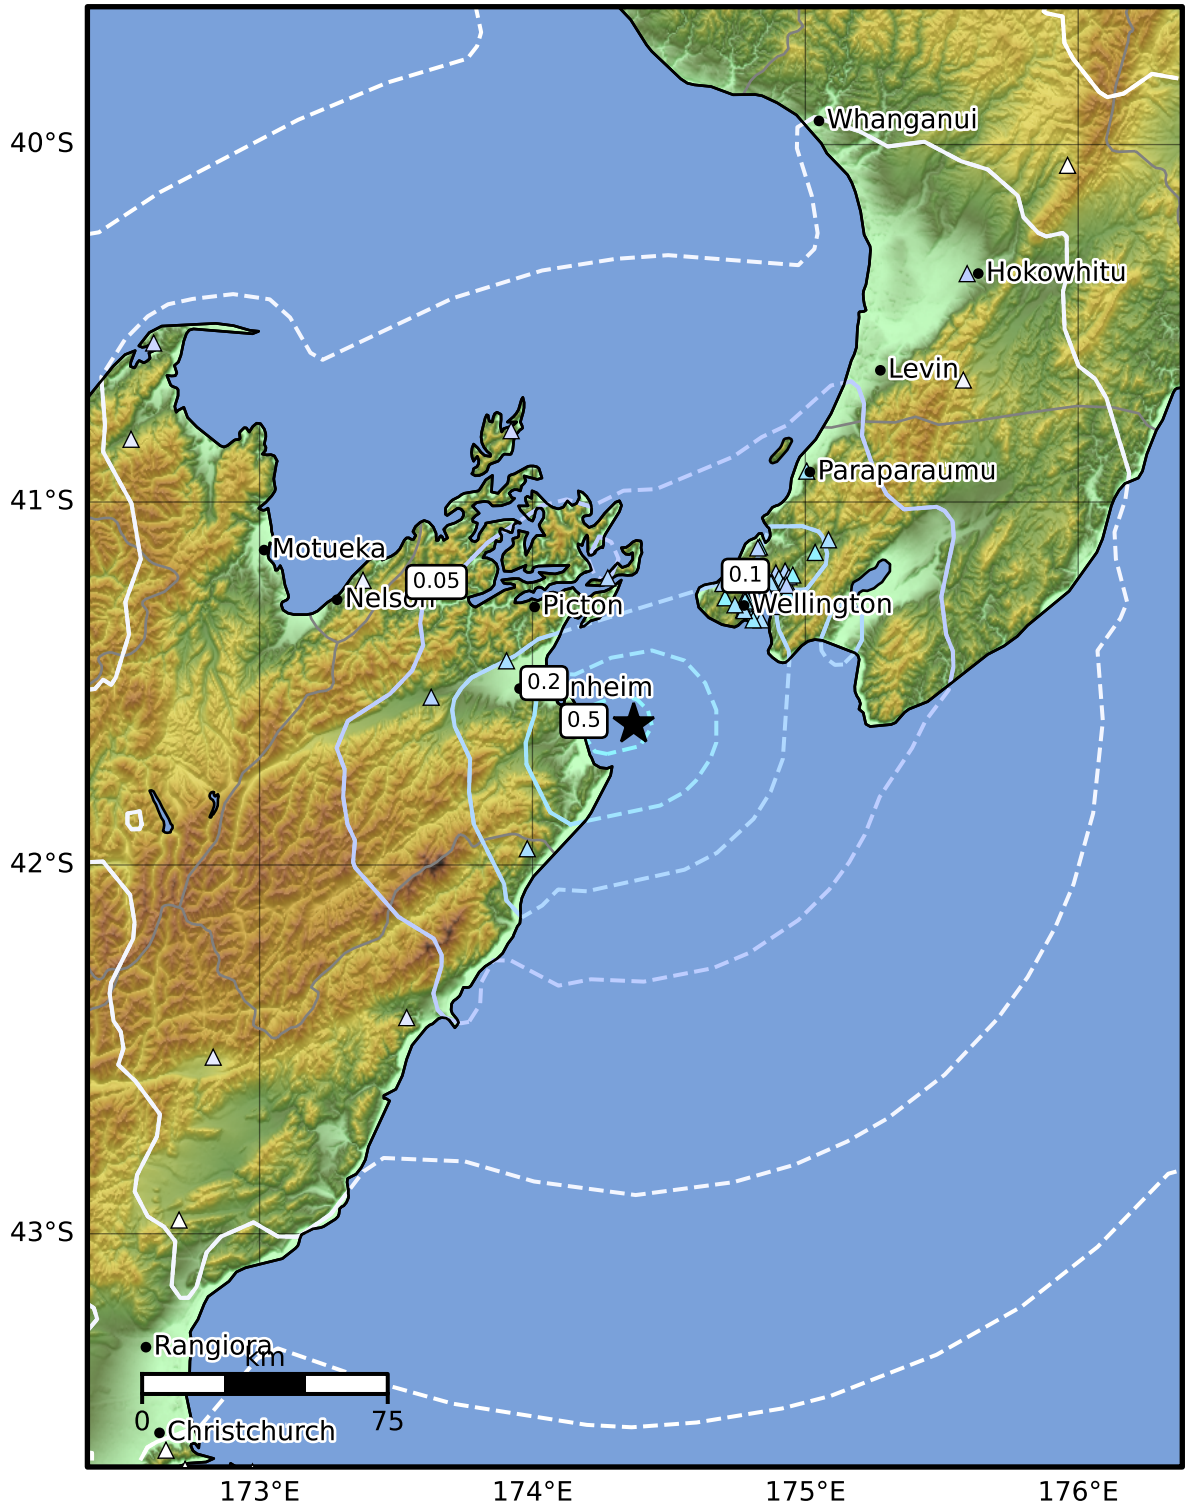 Whanganui
40°S
Hokowhitu
Levin
Paraparaumu
41°S
Motueka
0.05
0.1
Nelson
Picton
Wellington
0.2
nheim
0.5
42°S
43°S
Rangiora
km
0
75
Christchurch
173°E
174°E
175°E
176°E